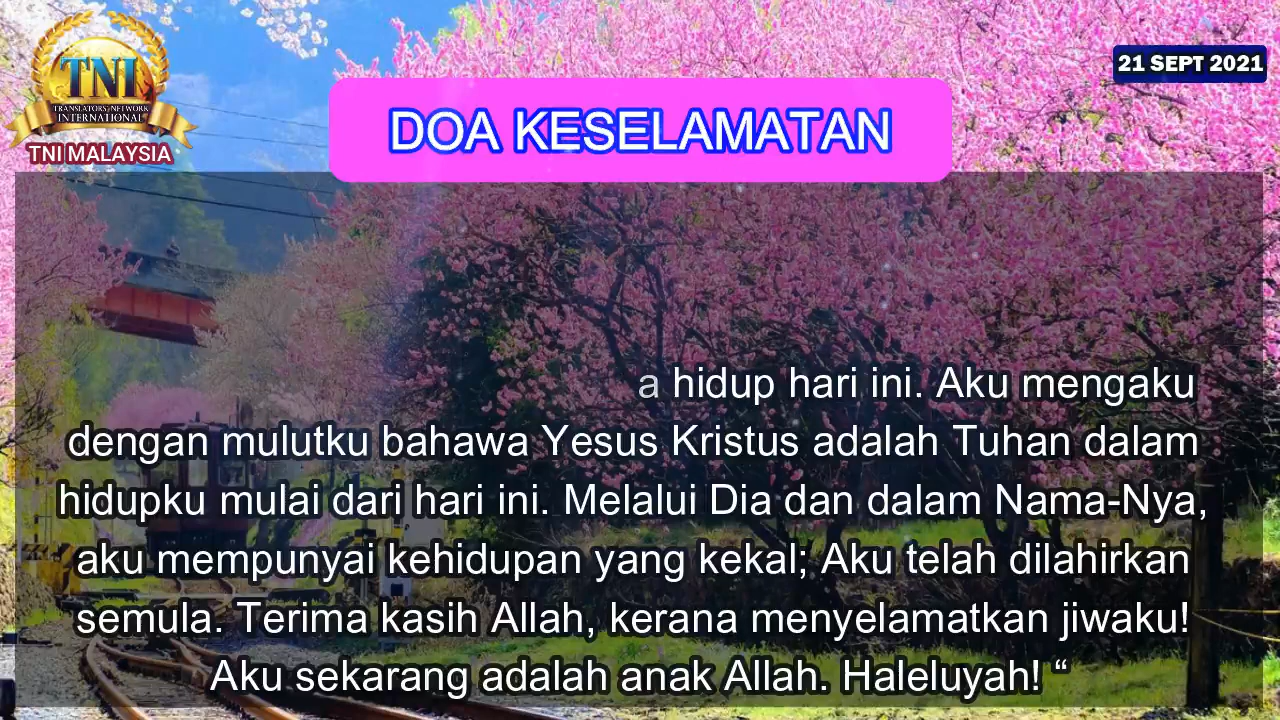 TNI
TRANSLATORS NETWORK
INTERNATIONAL
TNI MALAYSIA
21 SEPT 2021
DOA KESELAMATAN
a hidup hari ini. Aku mengaku
dengan mulutku bahawa Yesus Kristus adalah Tuhan dalam
hidupku mulai dari hari ini. Melalui Dia dan dalam Nama-Nya,
aku mempunyai kehidupan yang kekal; Aku telah dilahirkan
semula. Terima kasih Allah, kerana menyelamatkan jiwaku!
Aku sekarang adalah anak Allah. Haleluyah! “